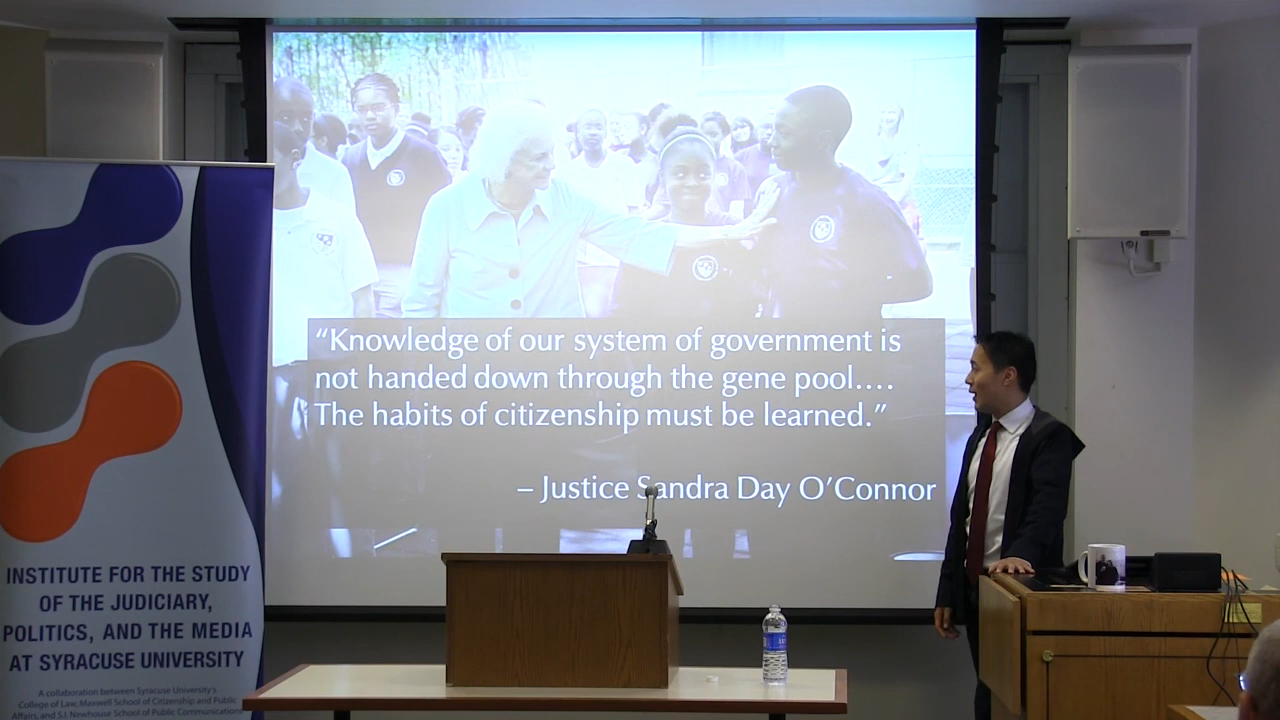 “Knowledge of our system of government is
not handed down through the gene pool….
The habits of citizenship must be learned.”
– Justice Sandra Day O’Connor
INSTITUTE FOR THE STUDY
OF THE JUDICIARY,
POLITICS, AND THE MEDIA
AT SYRACUSE UNIVERSITY
A collaboration between Syracuse University's
College of Law, Maxwell School of Citizenship and Public
Affairs, and S.I. Newhouse School of Public Communications